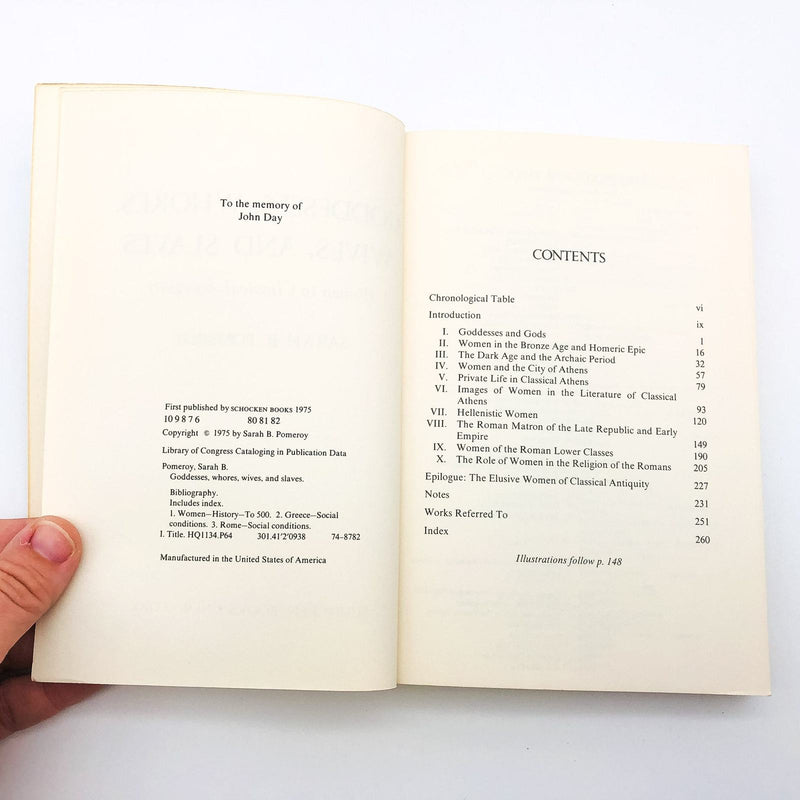 To the memory of
John Day
First published by SCHOCKEN BOOKS 1975
10 9 8 7 6 80 81 82
Copyright © 1975 by Sarah B. Pomeroy
Library of Congress Cataloging in Publication Data
Pomeroy, Sarah B.
Goddesses, whores, wives, and slaves.
Bibliography.
Includes index.
1. Women—History—To 500. 2. Greece—Social
conditions. 3. Rome—Social conditions.
I. Title. HQ1134.P64 301.41'2'0938 74-8782
Manufactured in the United States of America
CONTENTS
Chronological Table vi
Introduction ix
I. Goddesses and Gods 1
II. Women in the Bronze Age and Homeric Epic 16
III. The Dark Age and the Archaic Period 32
IV. Women and the City of Athens 57
V. Private Life in Classical Athens 79
VI. Images of Women in the Literature of Classical
Athens 93
VII. Hellenistic Women 120
VIII. The Roman Matron of the Late Republic and Early
Empire 149
IX. Women of the Roman Lower Classes 190
X. The Role of Women in the Religion of the Romans 205
Epilogue: The Elusive Women of Classical Antiquity 227
Notes 231
Works Referred To 251
Index 260
Illustrations follow p. 148